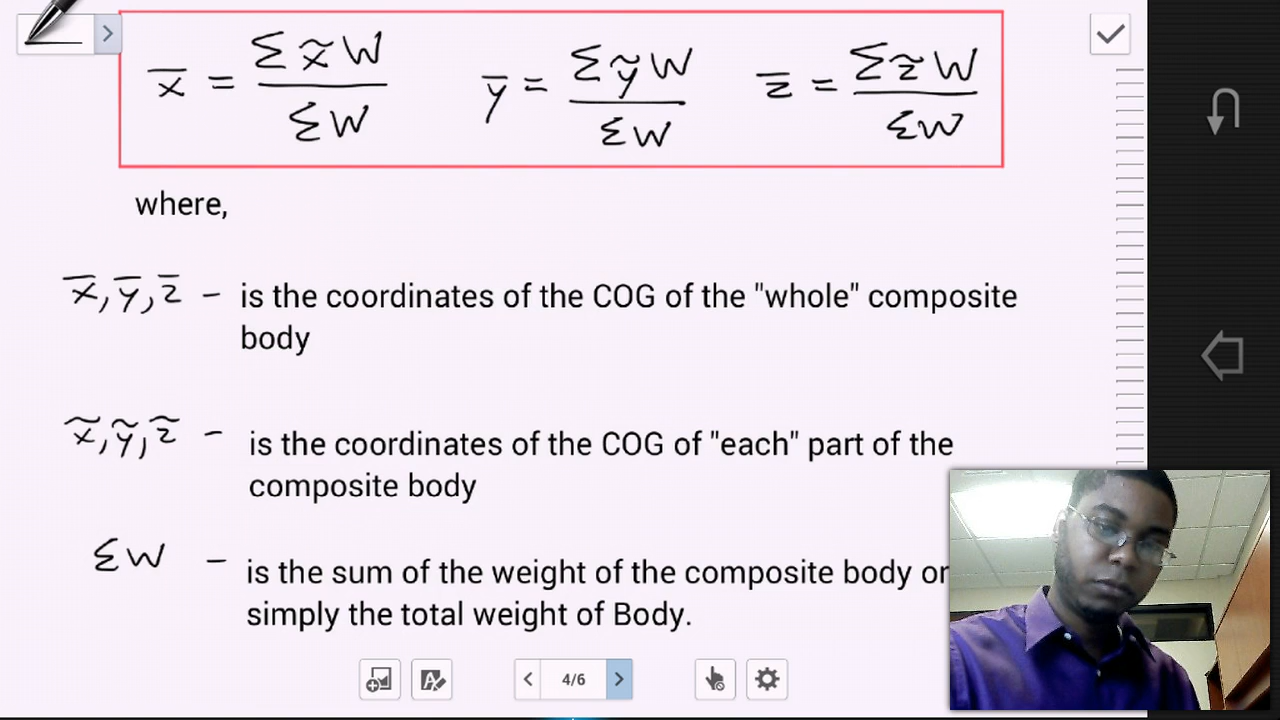 x̄ = Σx̃W / ΣW ȳ = ΣỹW / ΣW z̄ = Σz̃W / ΣW
where,
x̄, ȳ, z̄ - is the coordinates of the COG of the "whole" composite
body
x̃, ỹ, z̃ - is the coordinates of the COG of "each" part of the
composite body
ΣW - is the sum of the weight of the composite body or
simply the total weight of Body.
4/6